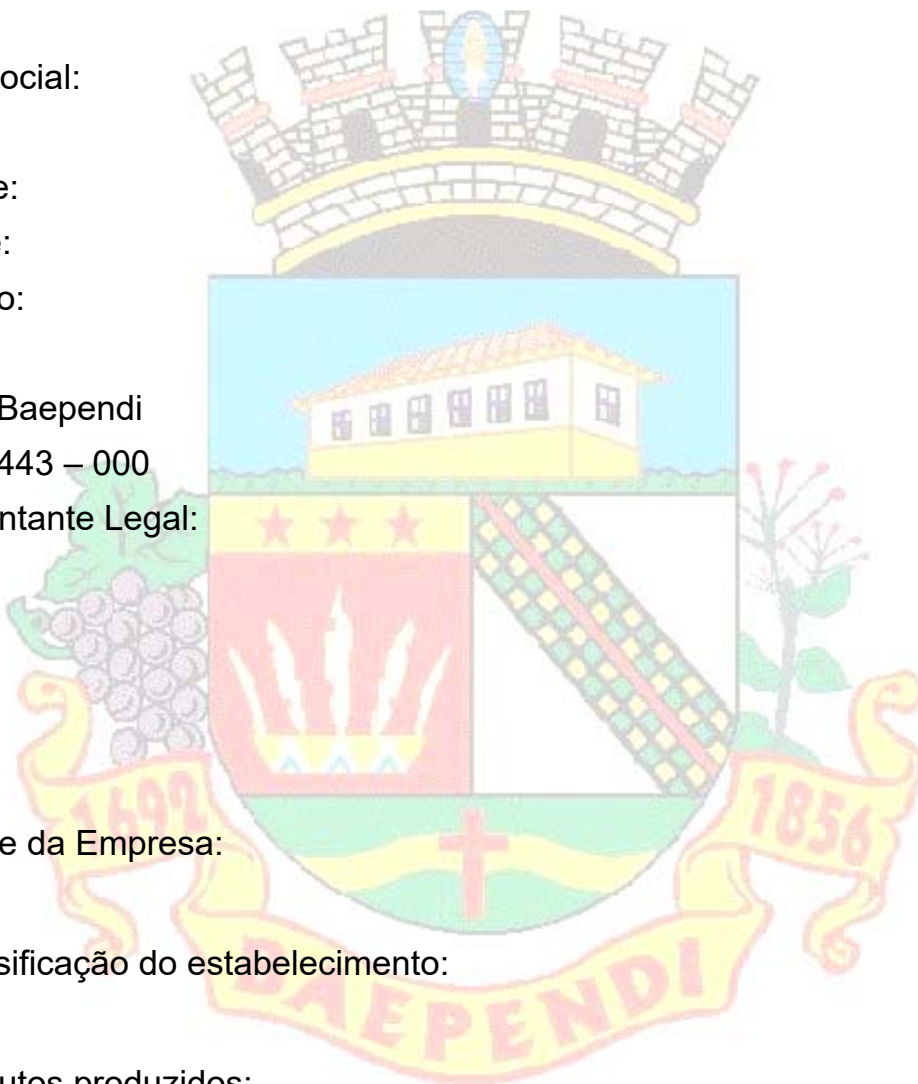 ocial:
e:
e:
o:
Baependi
443 – 000
ntante Legal:
1692
1856
e da Empresa:
sificação do estabelecimento:
BAEPENDI
utos produzidos: